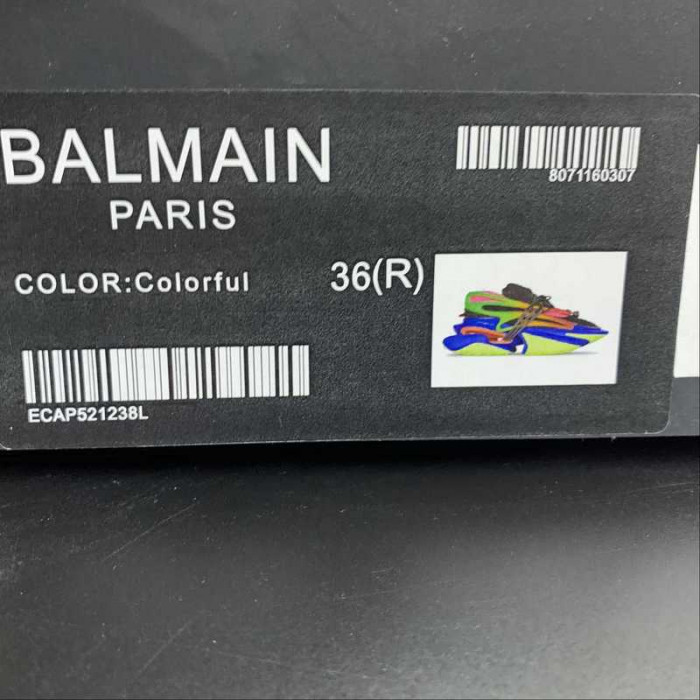 BALMAIN
PARIS
8071160307
COLOR:Colorful
36(R)
ECAP521238L